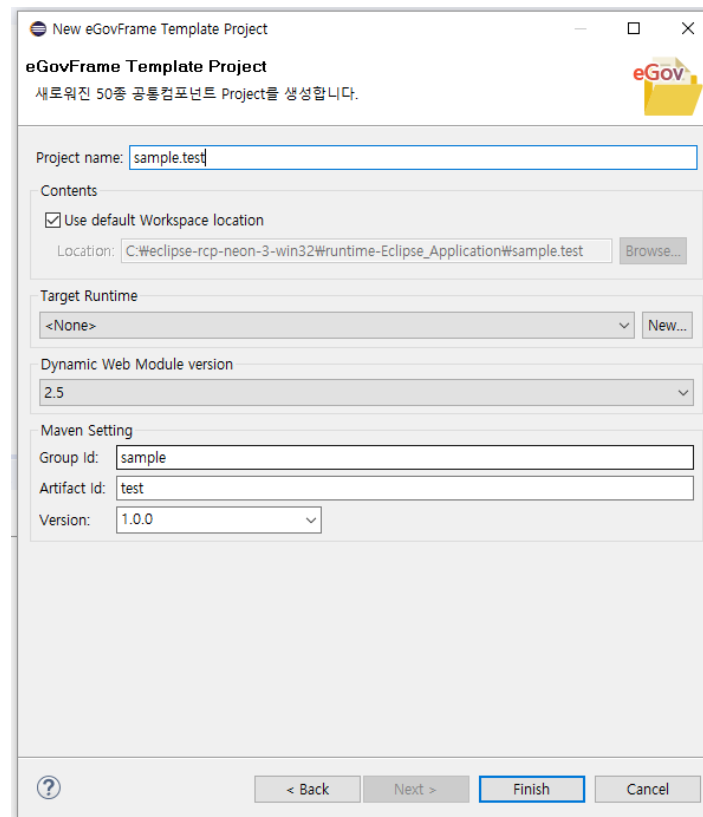 New eGovFrame Template Project
eGovFrame Template Project
새로워진 50종 공통컴포넌트 Project를 생성합니다.
eGov
Project name: sample.test
Contents
Use default Workspace location
Location: C:₩eclipse-rcp-neon-3-win32₩runtime-Eclipse_Application₩sample.test Browse...
Target Runtime
<None> New...
Dynamic Web Module version
2.5
Maven Setting
Group Id: sample
Artifact Id: test
Version: 1.0.0
? < Back Next > Finish Cancel